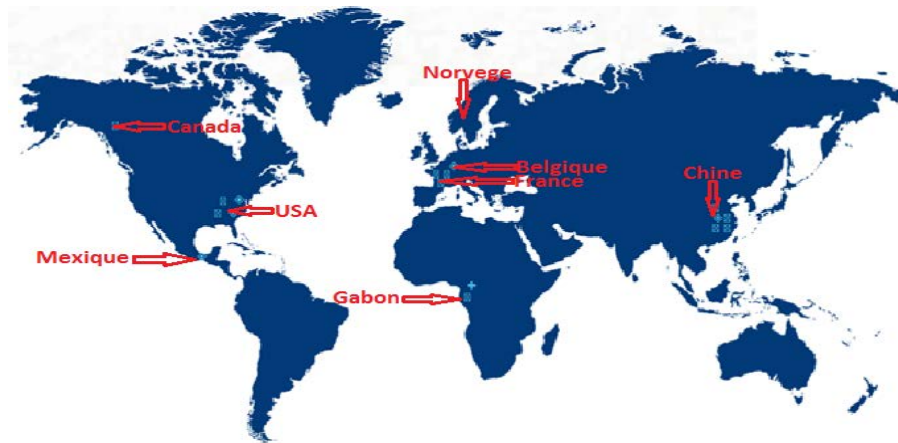 Norvege
Canada
Belgique
Chine
France
USA
Mexique
Gabon